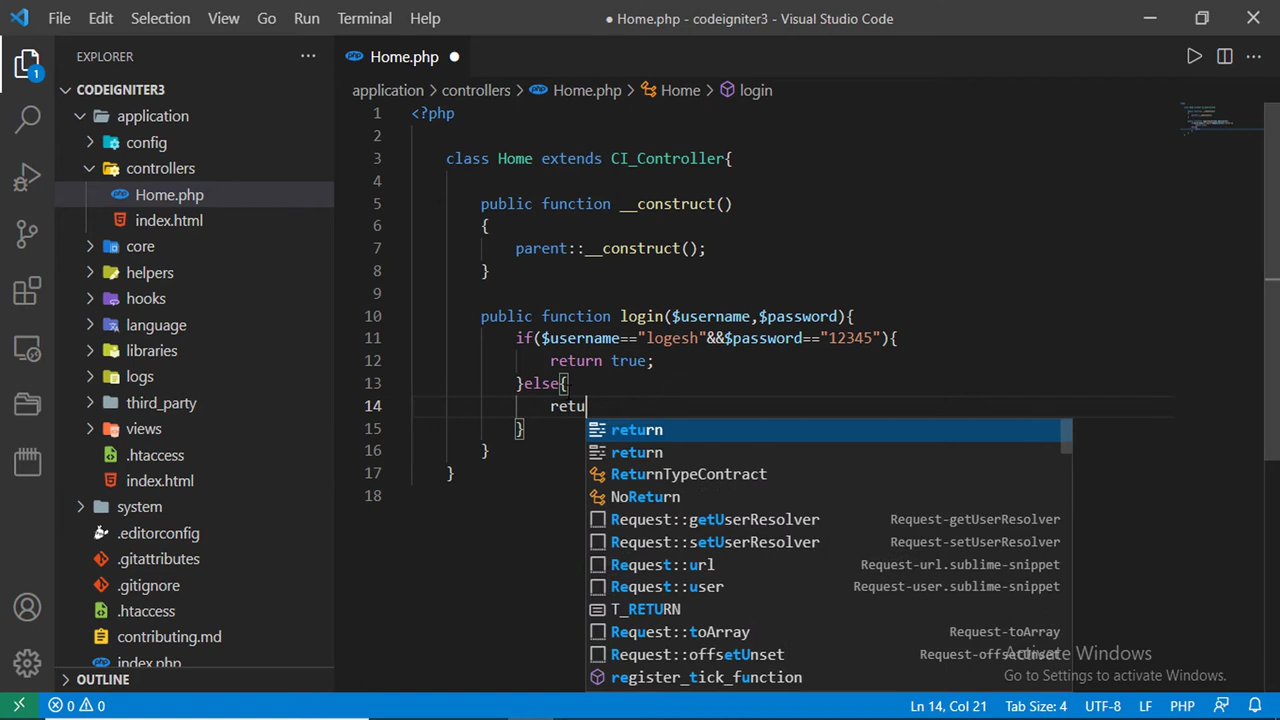 File Edit Selection View Go Run Terminal Help ● Home.php - codeigniter3 - Visual Studio Code
1
EXPLORER
CODEIGNITER3
application
config
controllers
Home.php
index.html
core
helpers
hooks
language
libraries
logs
third_party
views
.htaccess
index.html
system
.editorconfig
.gitattributes
.gitignore
.htaccess
contributing.md
index.php
OUTLINE
Home.php ●
application > controllers > Home.php > Home > login
1 <?php
2
3 class Home extends CI_Controller{
4
5 public function __construct()
6 {
7 parent::__construct();
8 }
9
10 public function login($username,$password){
11 if($username=="logesh"&&$password=="12345"){
12 return true;
13 }else{
14 retu
15 }
16 }
17 }
18
return
return
ReturnTypeContract
NoReturn
Request::getUserResolver Request-getUserResolver
Request::setUserResolver Request-setUserResolver
Request::url Request-url.sublime-snippet
Request::user Request-user.sublime-snippet
T_RETURN
Request::toArray Request-toArray
Request::offsetUnset
register_tick_function
Activate Windows
Go to Settings to activate Windows.
0 0 Ln 14, Col 21 Tab Size: 4 UTF-8 LF PHP